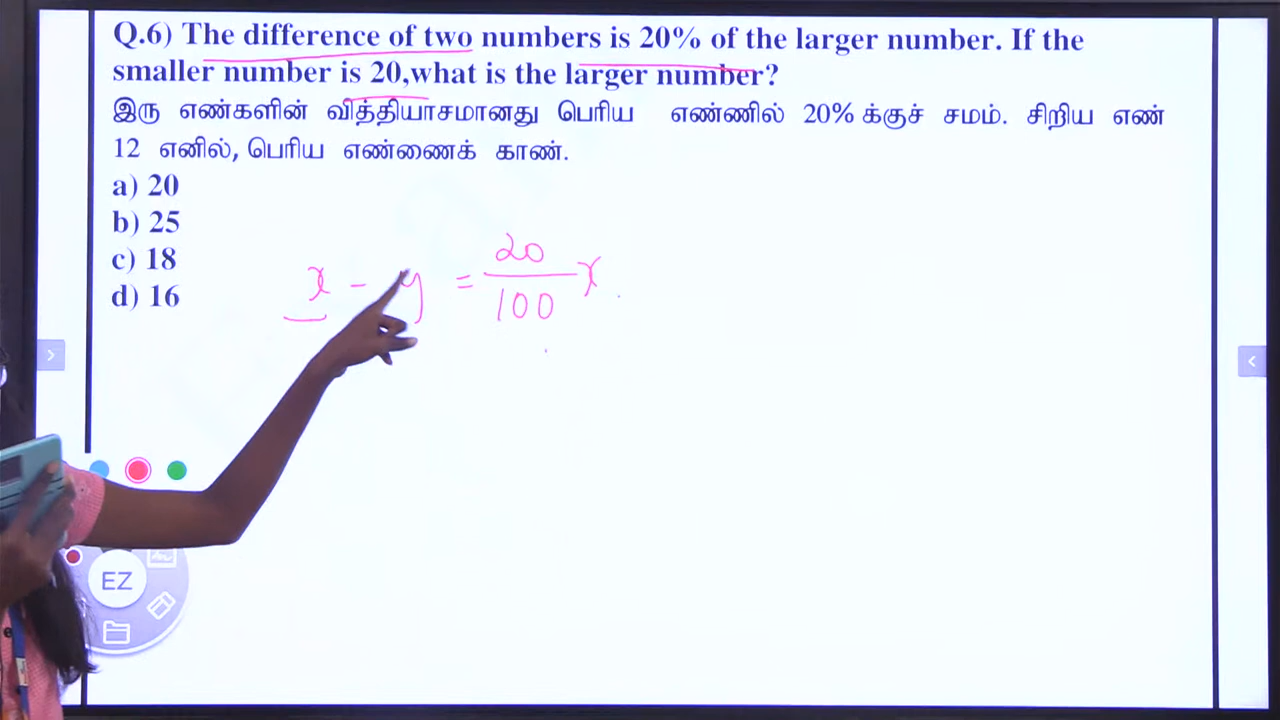 Q.6) The difference of two numbers is 20% of the larger number. If the
smaller number is 20,what is the larger number?
இரு எண்களின் வித்தியாசமானது பெரிய எண்ணில் 20% க்குச் சமம். சிறிய எண்
12 எனில், பெரிய எண்ணைக் காண்.
a) 20
b) 25
c) 18
d) 16
x - y = 20/100 x
EZ